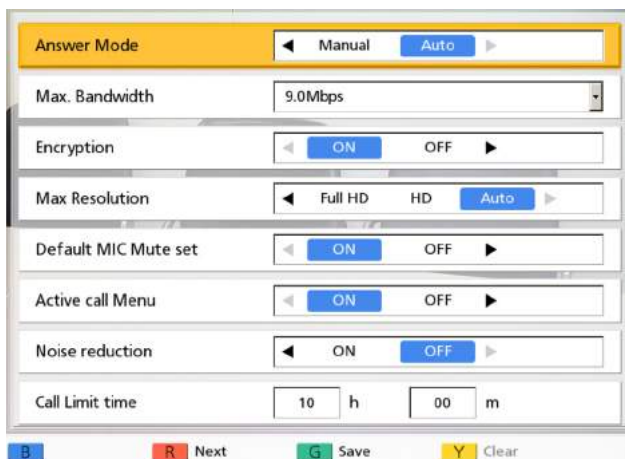 Answer Mode ◀ Manual Auto ▶
Max. Bandwidth 9.0Mbps
Encryption ◀ ON OFF ▶
Max Resolution ◀ Full HD HD Auto ▶
Default MIC Mute set ◀ ON OFF ▶
Active call Menu ◀ ON OFF ▶
Noise reduction ◀ ON OFF ▶
Call Limit time 10 h 00 m
B R Next G Save Y Clear